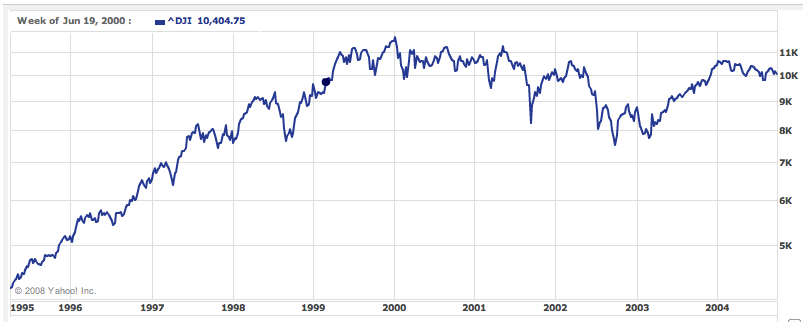 Week of Jun 19, 2000 : ^DJI 10,404.75
11K
10K
9K
8K
7K
6K
5K
© 2008 Yahoo! Inc.
1995 1996 1997 1998 1999 2000 2001 2002 2003 2004